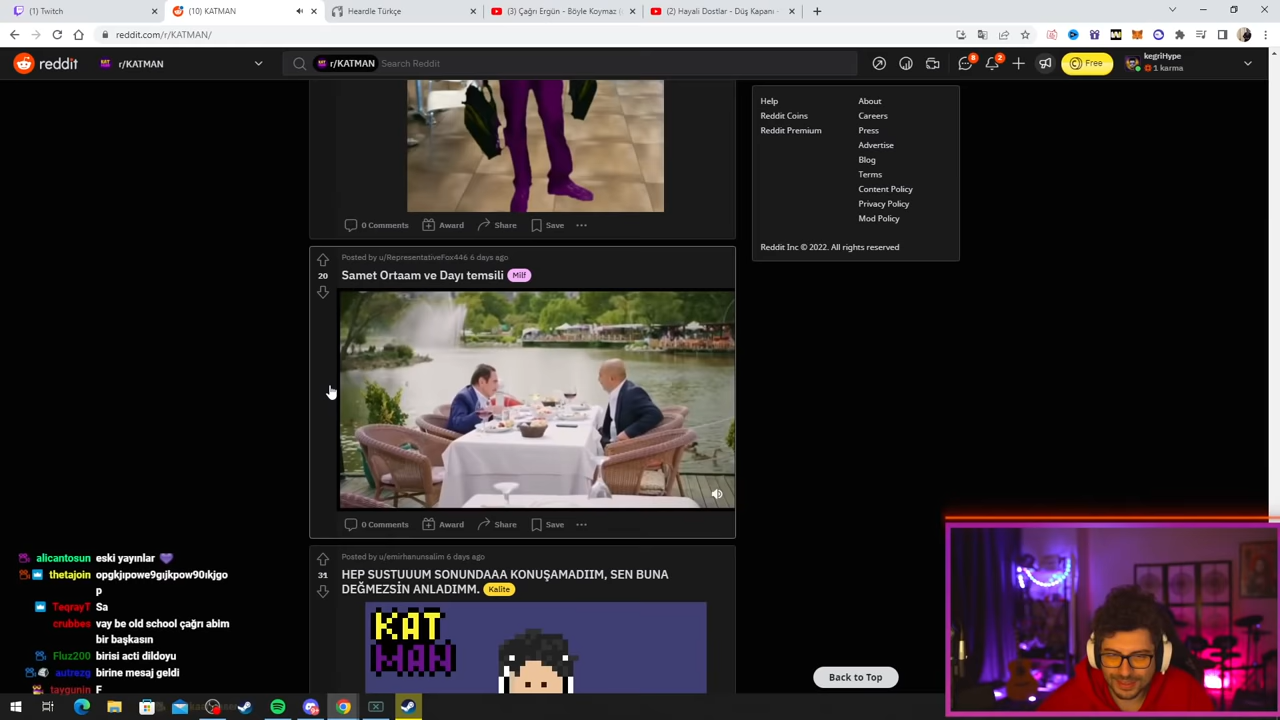 (1) Twitch
(10) KATMAN
Heardle Türkçe
(3) Çağrı Ergün - Böyle Koymaz (
(2) Hayali Dostlar - Düş Kapanı -
reddit.com/r/KATMAN/
reddit
r/KATMAN
r/KATMAN
Search Reddit
8
2
Free
kegriHype
1 karma
Help
About
Reddit Coins
Careers
Reddit Premium
Press
Advertise
Blog
Terms
Content Policy
Privacy Policy
Mod Policy
Reddit Inc © 2022. All rights reserved
0 Comments
Award
Share
Save
Posted by u/RepresentativeFox446 6 days ago
20
Samet Ortaam ve Dayı temsili
Milf
0 Comments
Award
Share
Save
Posted by u/emirhanunsalim 6 days ago
31
HEP SUSTUUUM SONUNDAAA KONUŞAMADIIM, SEN BUNA
DEĞMEZSİN ANLADIMM.
Kalite
KAT
MAN
Back to Top
alicantosun eski yayınlar
thetajoin opgkjıpowe9gıjkpow90ıkjgo
p
TeqrayT Sa
crubbes vay be old school çağrı abim
bir başkasın
Fluz200 birisi acti dildoyu
autrezg birine mesaj geldi
taygunin F